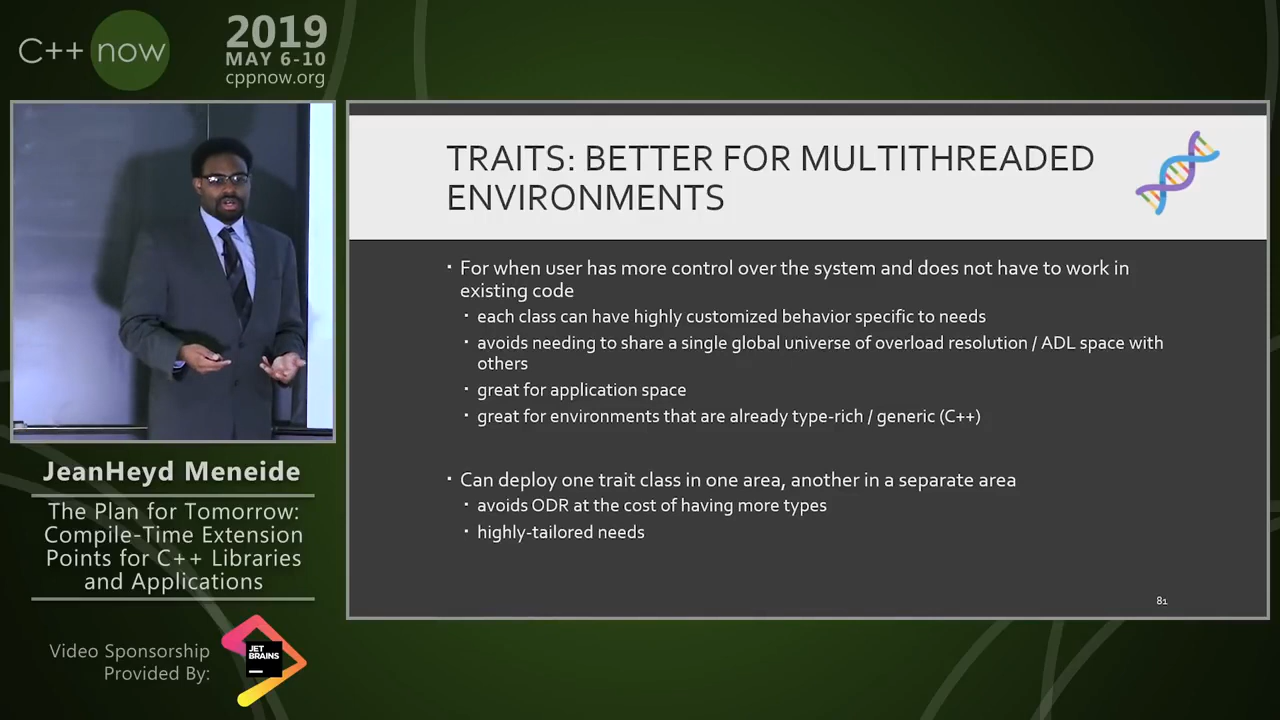 C++ now
2019
MAY 6-10
cppnow.org
TRAITS: BETTER FOR MULTITHREADED
ENVIRONMENTS
▪ For when user has more control over the system and does not have to work in
existing code
▪ each class can have highly customized behavior specific to needs
▪ avoids needing to share a single global universe of overload resolution / ADL space with
others
▪ great for application space
▪ great for environments that are already type-rich / generic (C++)
▪ Can deploy one trait class in one area, another in a separate area
▪ avoids ODR at the cost of having more types
▪ highly-tailored needs
81
JeanHeyd Meneide
The Plan for Tomorrow:
Compile-Time Extension
Points for C++ Libraries
and Applications
Video Sponsorship
Provided By:
JET
BRAINS